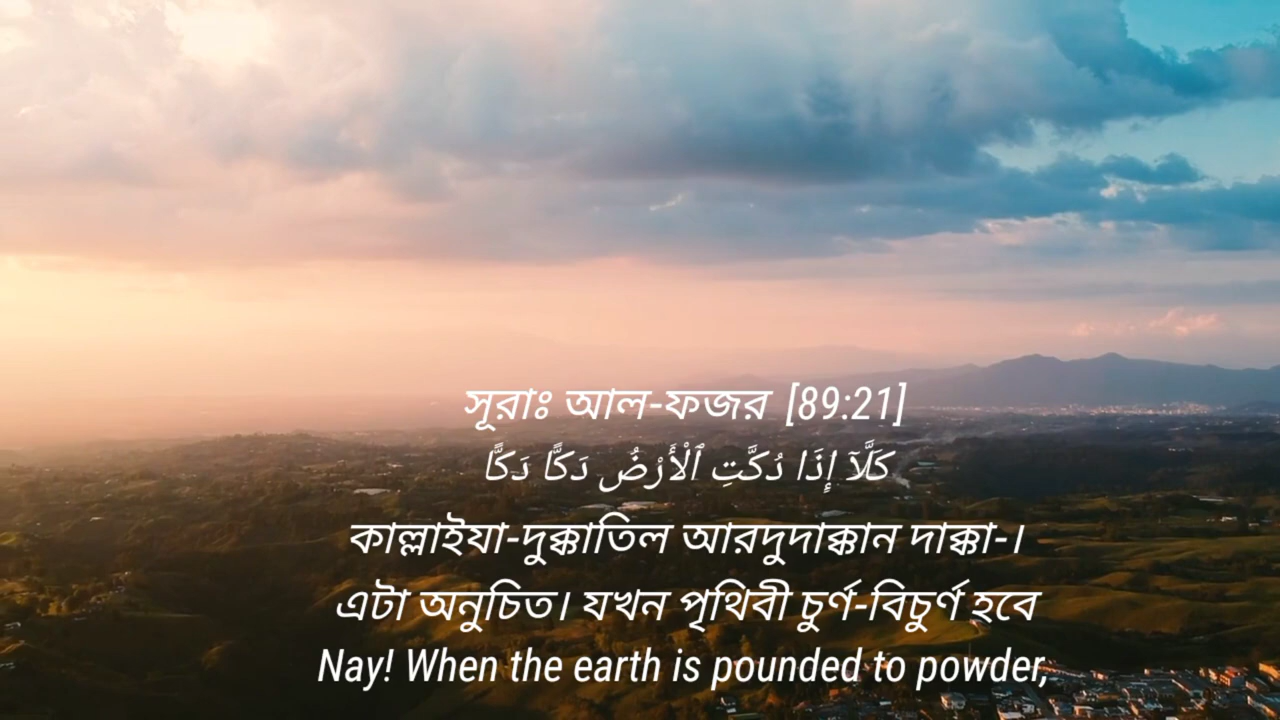 সূরাঃ আল-ফজর [89:21]
كَلَّآ إِذَا دُكَّتِ ٱلْأَرْضُ دَكًّا دَكًّا
কাল্লাইযা-দুক্কাতিল আরদুদাক্কান দাক্কা-।
এটা অনুচিত। যখন পৃথিবী চুর্ণ-বিচুর্ণ হবে
Nay! When the earth is pounded to powder,